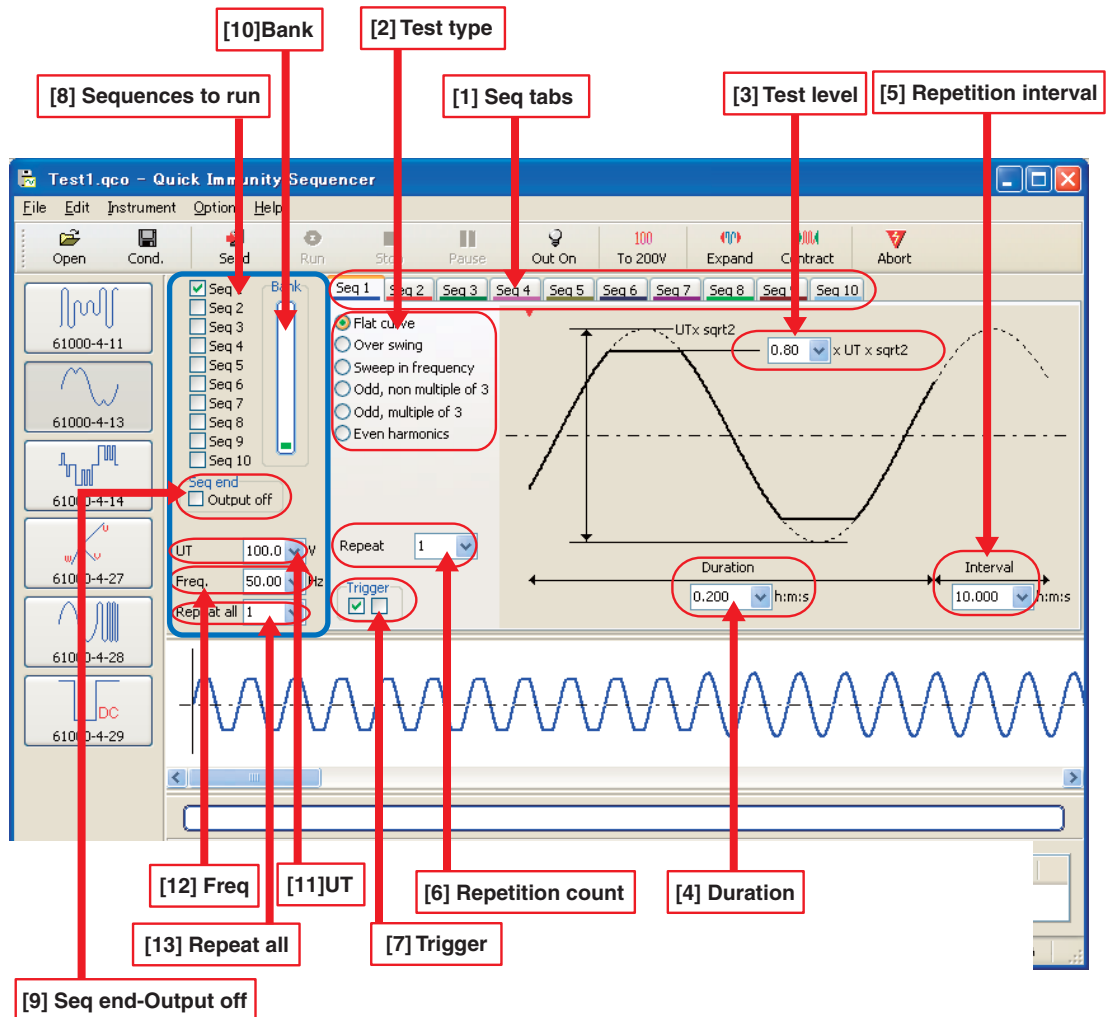 [10]Bank
[2] Test type
[8] Sequences to run
[1] Seq tabs
[3] Test level
[5] Repetition interval
Test1.qco - Quick Immunity Sequencer
File Edit Instrument Option Help
Open Cond. Send Run Stop Pause Out On 100 To 200V Expand Contract Abort
61000-4-11
61000-4-13
61000-4-14
61000-4-27
61000-4-28
DC
61000-4-29
Seq 1
Seq 2
Seq 3
Seq 4
Seq 5
Seq 6
Seq 7
Seq 8
Seq 9
Seq 10
Bank
Seq end
Output off
UT 100.0 V
Freq. 50.00 Hz
Repeat all 1
Seq 1 Seq 2 Seq 3 Seq 4 Seq 5 Seq 6 Seq 7 Seq 8 Seq 9 Seq 10
Flat curve
Over swing
Sweep in frequency
Odd, non multiple of 3
Odd, multiple of 3
Even harmonics
Repeat 1
Trigger
UTx sqrt2
0.80 x UT x sqrt2
Duration
0.200 h:m:s
Interval
10.000 h:m:s
[12] Freq
[11]UT
[6] Repetition count
[4] Duration
[13] Repeat all
[7] Trigger
[9] Seq end-Output off